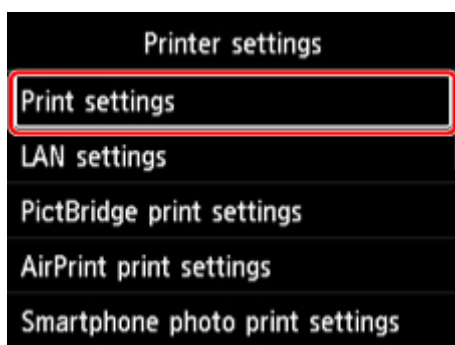 Printer settings
Print settings
LAN settings
PictBridge print settings
AirPrint print settings
Smartphone photo print settings